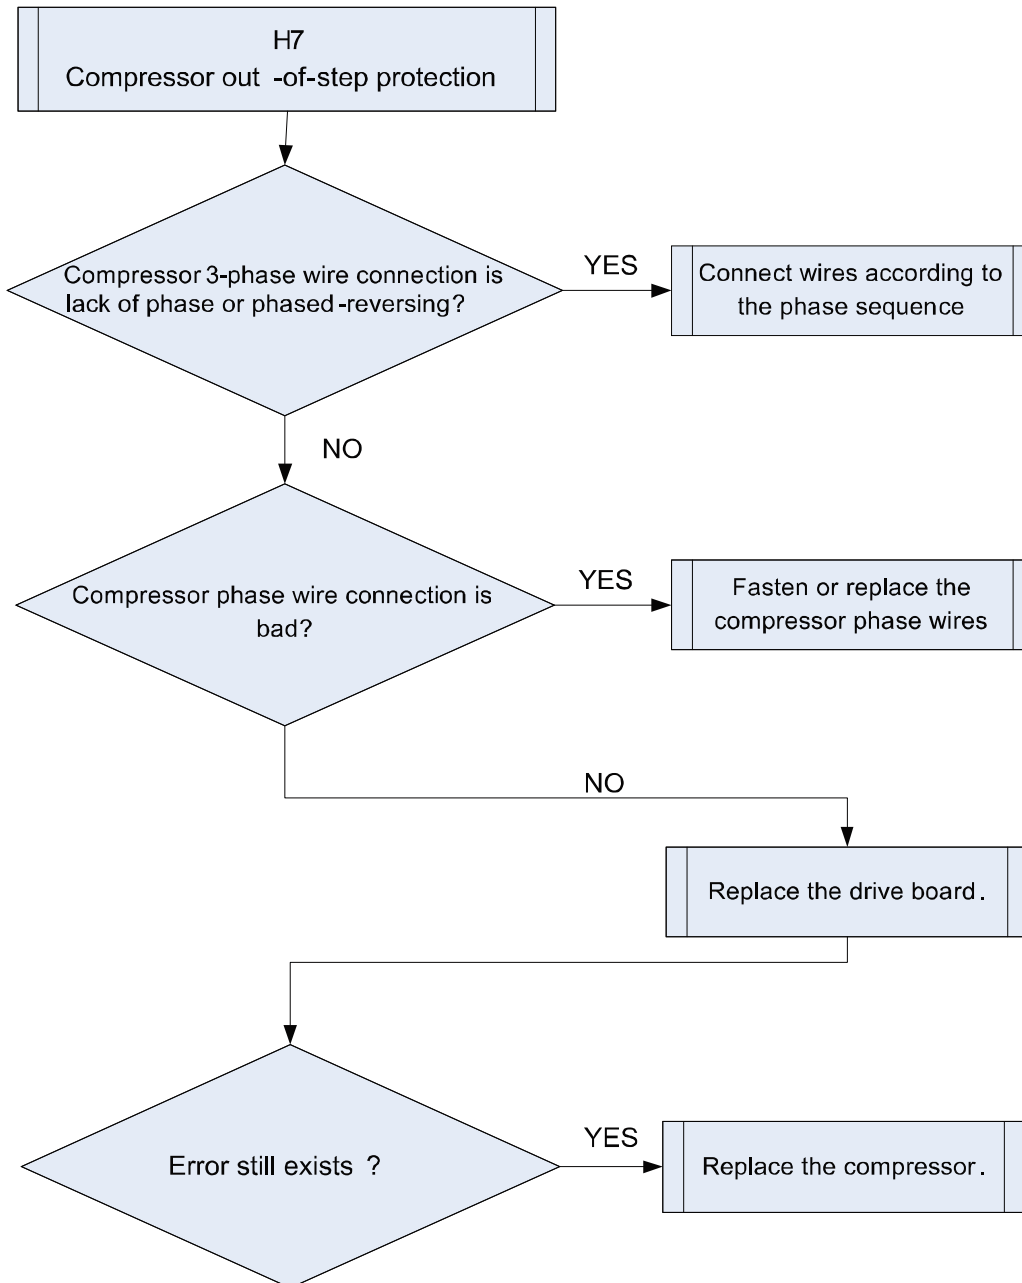 H7
Compressor out -of-step protection
Compressor 3-phase wire connection is
lack of phase or phased-reversing?
YES
Connect wires according to
the phase sequence
NO
Compressor phase wire connection is
bad?
YES
Fasten or replace the
compressor phase wires
NO
Replace the drive board.
Error still exists ?
YES
Replace the compressor.